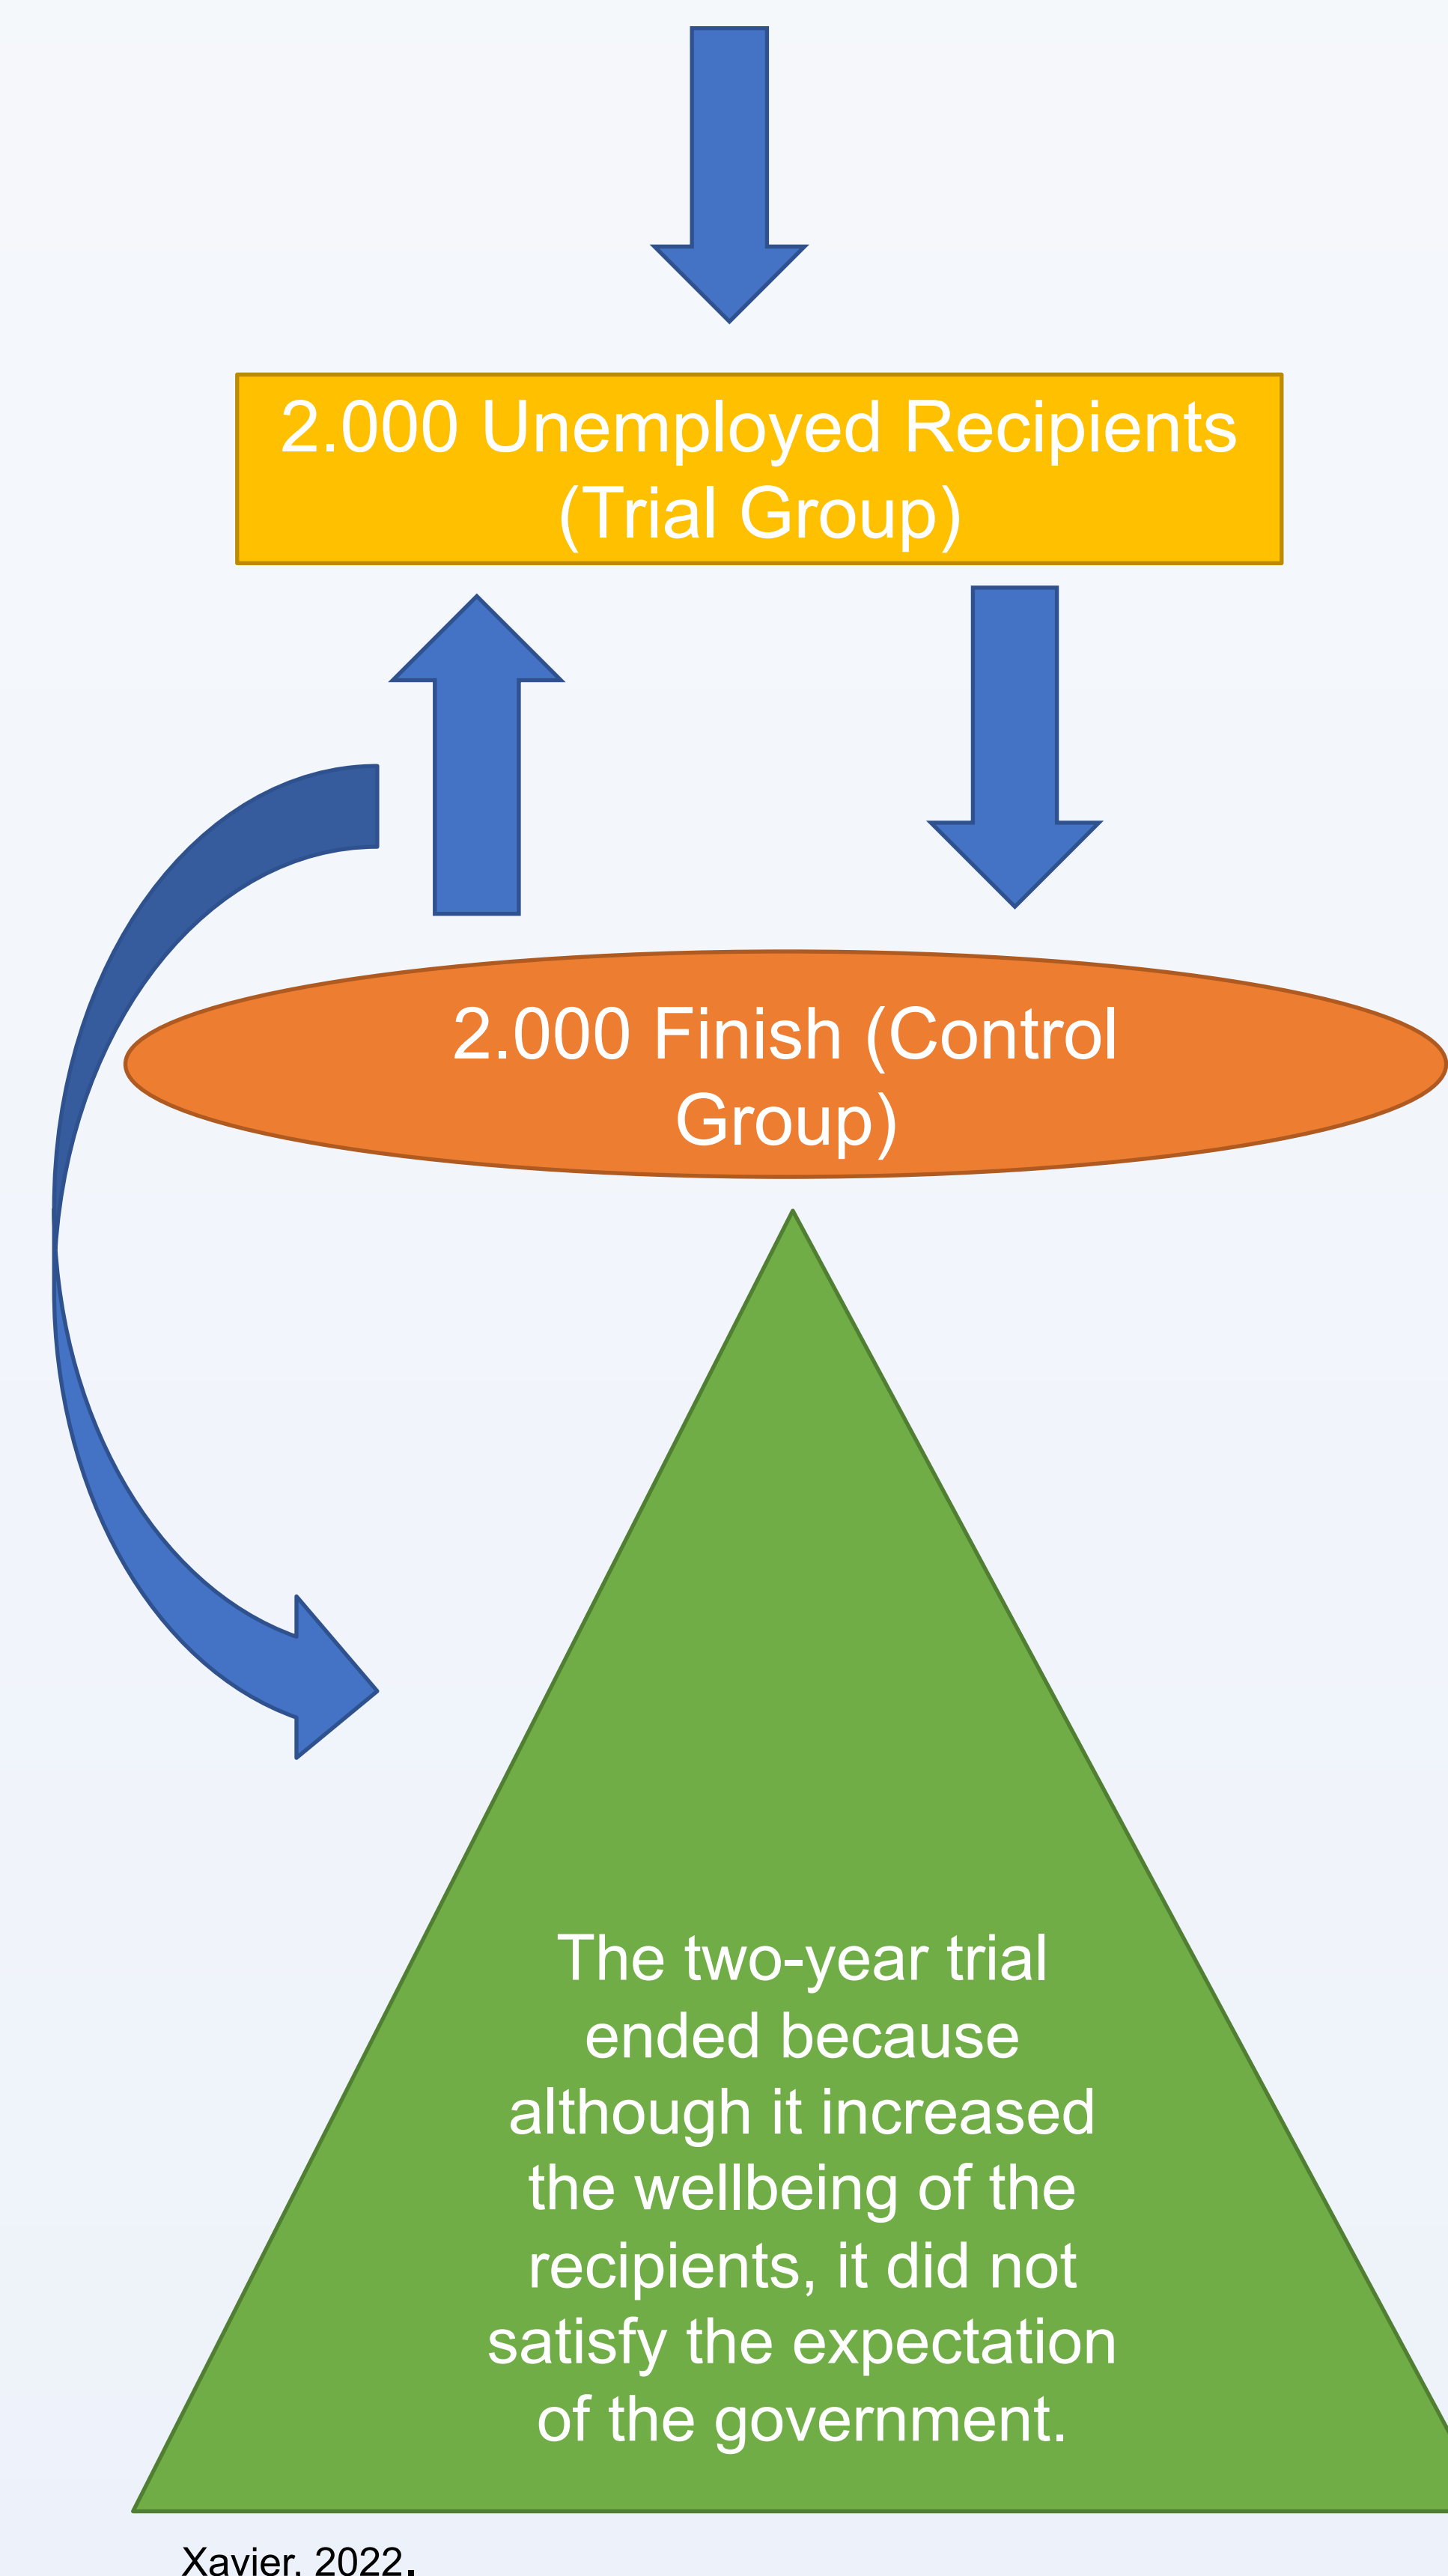 2.000 Unemployed Recipients
(Trial Group)
2.000 Finish (Control
Group)
The two-year trial
ended because
although it increased
the wellbeing of the
recipients, it did not
satisfy the expectation
of the government.
Xavier, 2022.